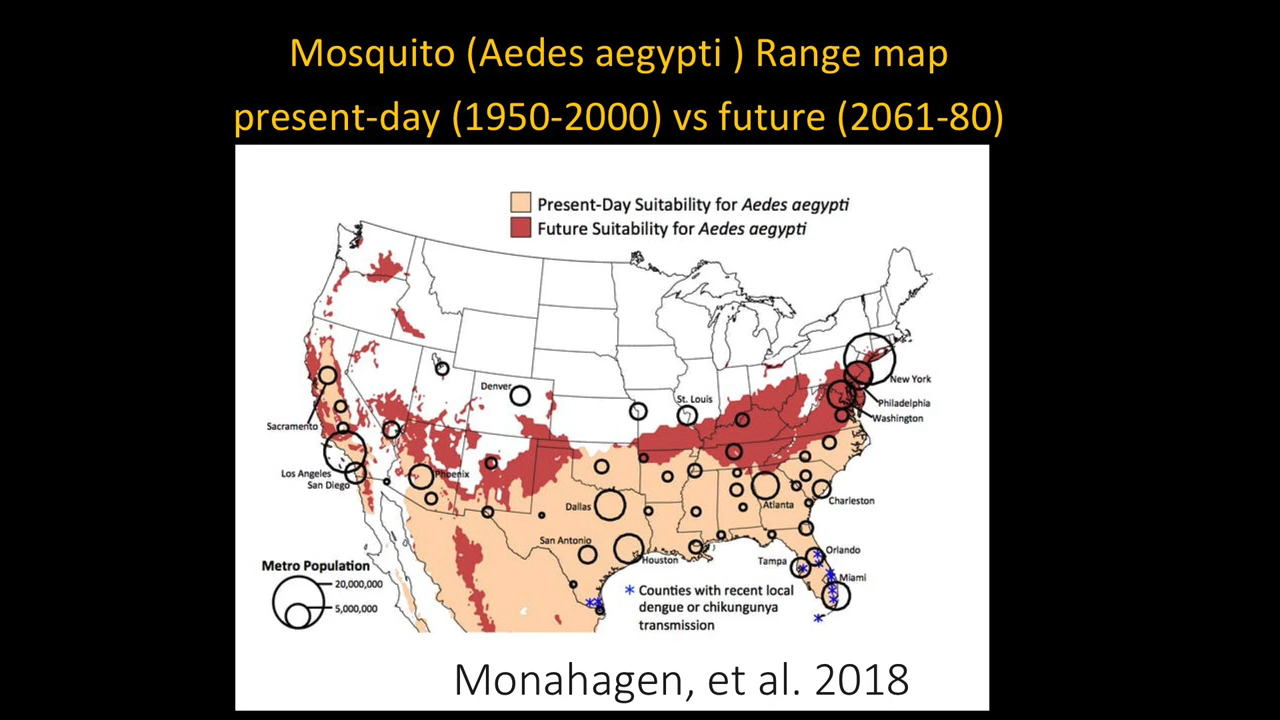 Mosquito (Aedes aegypti ) Range map
present-day (1950-2000) vs future (2061-80)
Present-Day Suitability for Aedes aegypti
Future Suitability for Aedes aegypti
Denver
St. Louis
New York
Philadelphia
Washington
Sacramento
Los Angeles
San Diego
Phoenix
Dallas
Atlanta
Charleston
San Antonio
Houston
Tampa
Orlando
Miami
Metro Population
20,000,000
5,000,000
* Counties with recent local
dengue or chikungunya
transmission
Monahagen, et al. 2018